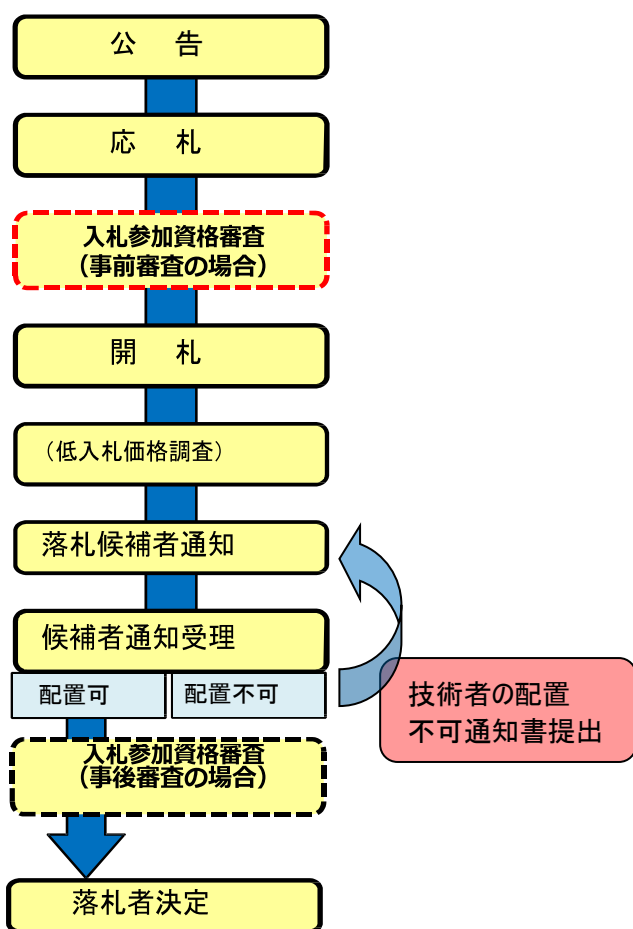 公　告
応　札
入札参加資格審査
（事前審査の場合）
開　札
（低入札価格調査）
落札候補者通知
候補者通知受理
配置可
配置不可
技術者の配置
不可通知書提出
入札参加資格審査
（事後審査の場合）
落札者決定